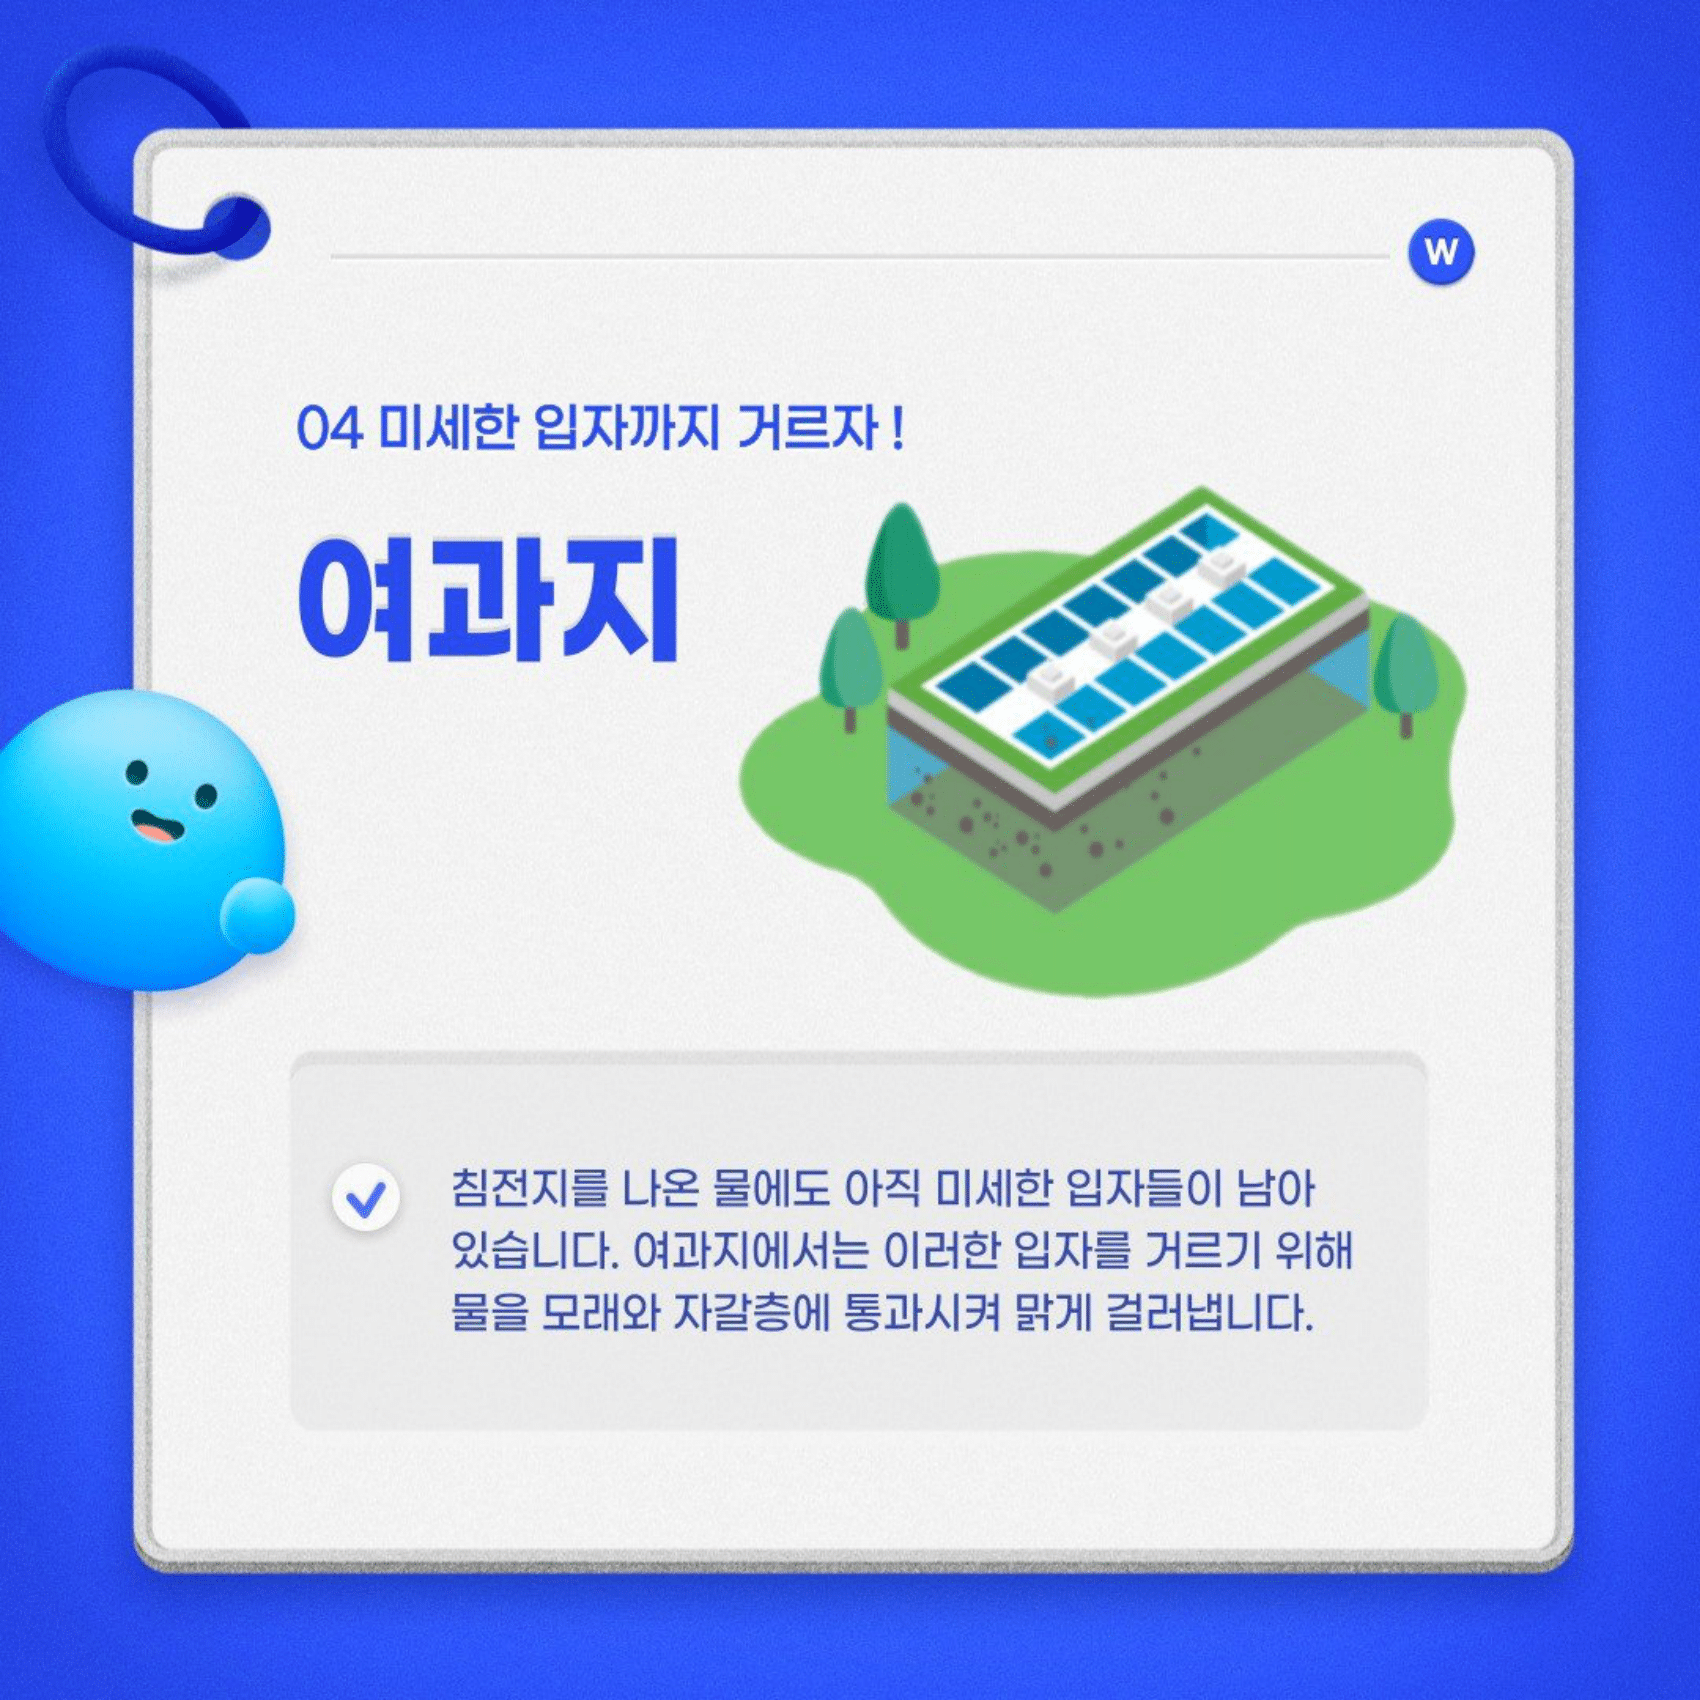 W
04 미세한 입자까지 거르자 !
여과지
침전지를 나온 물에도 아직 미세한 입자들이 남아
있습니다. 여과지에서는 이러한 입자를 거르기 위해
물을 모래와 자갈층에 통과시켜 맑게 걸러냅니다.